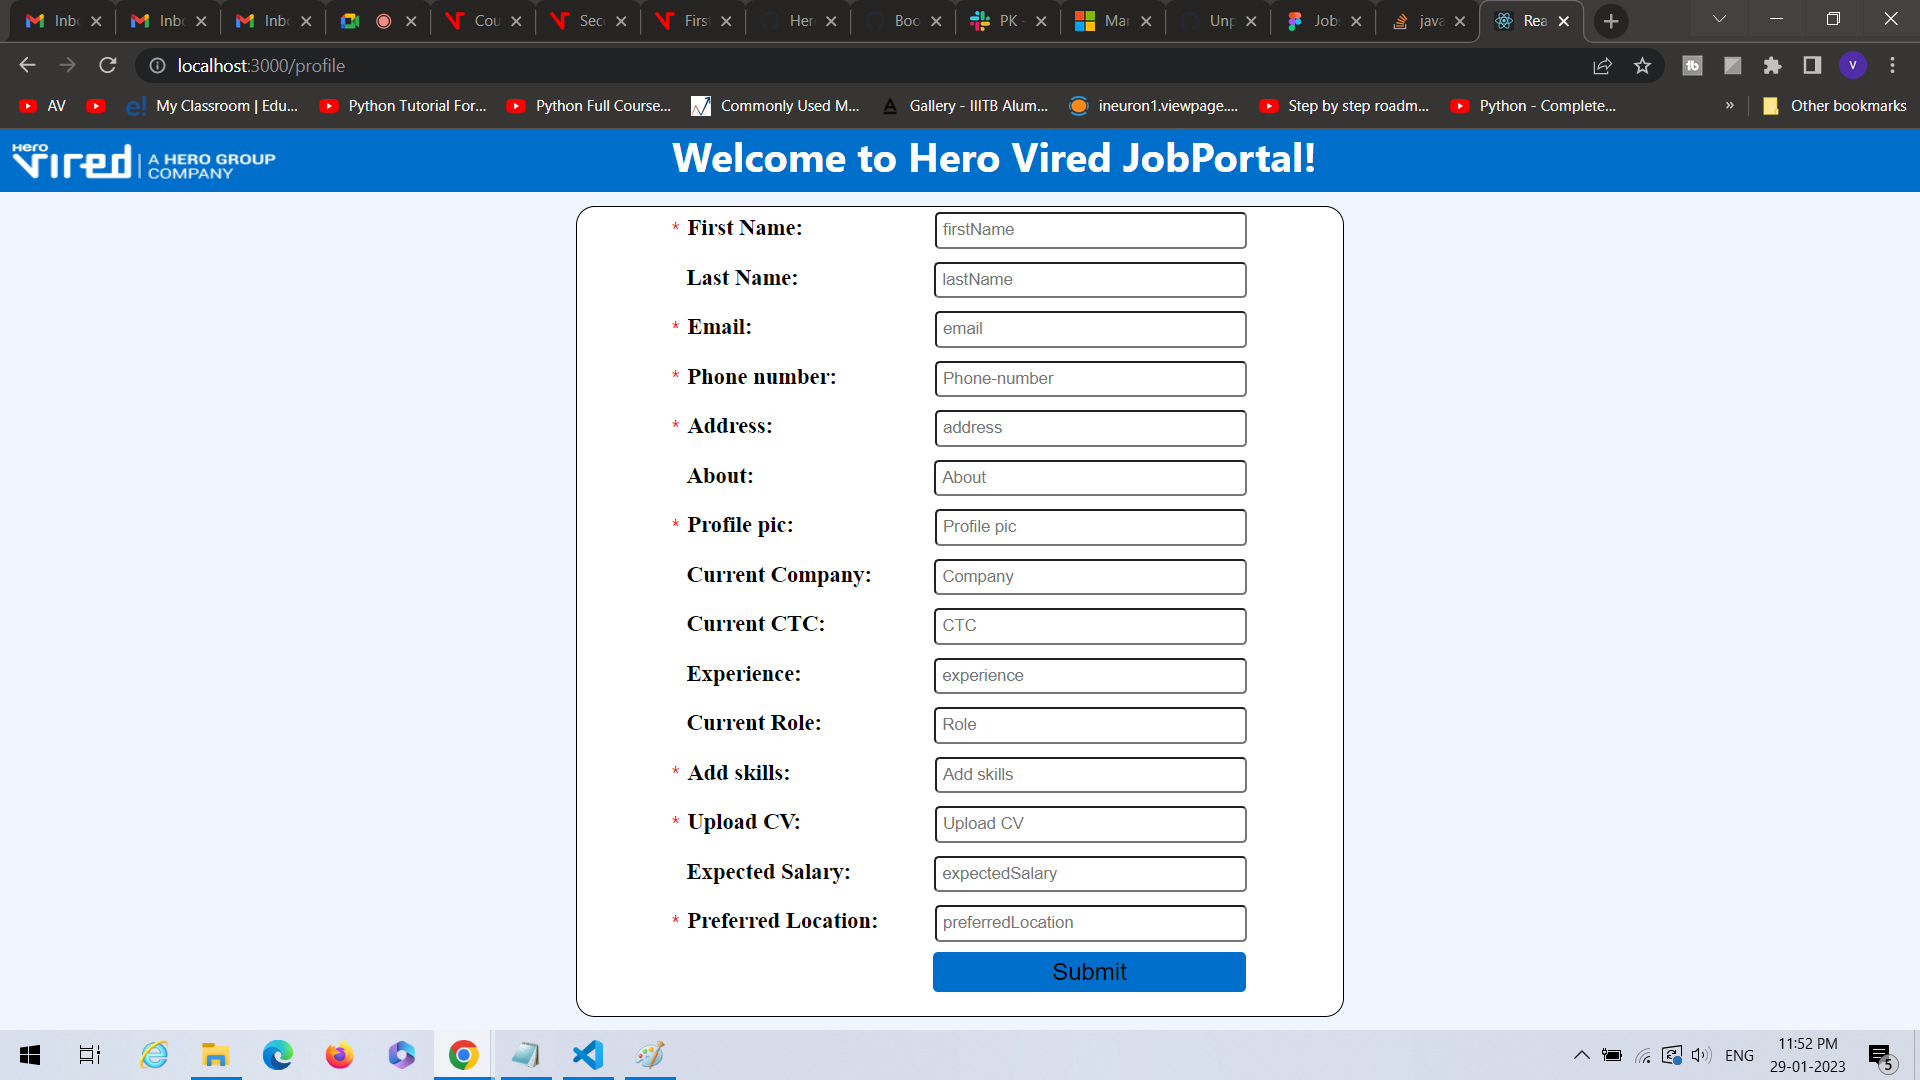 Inb Inb Inb Cou Sec First Her Boo PK - Mar Unp Job java Rea
localhost:3000/profile
AV My Classroom | Edu... Python Tutorial For... Python Full Course... Commonly Used M... Gallery - IIITB Alum... ineuron1.viewpage.... Step by step roadm... Python - Complete... » Other bookmarks
Hero Vired | A HERO GROUP COMPANY
Welcome to Hero Vired JobPortal!
* First Name: firstName
Last Name: lastName
* Email: email
* Phone number: Phone-number
* Address: address
About: About
* Profile pic: Profile pic
Current Company: Company
Current CTC: CTC
Experience: experience
Current Role: Role
* Add skills: Add skills
* Upload CV: Upload CV
Expected Salary: expectedSalary
* Preferred Location: preferredLocation
Submit
ENG
11:52 PM
29-01-2023
5